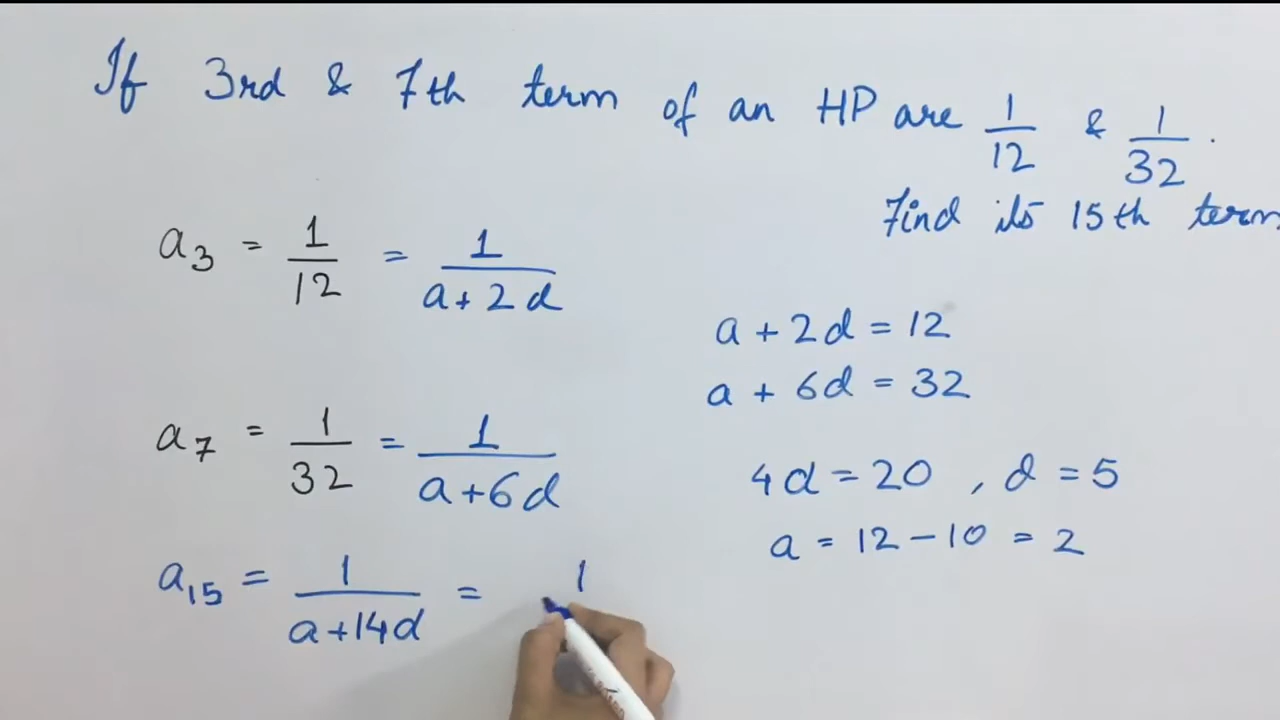 If 3rd & 7th term of an HP are 1/12 & 1/32.
Find its 15th term
a₃ = 1/12 = 1/(a+2d)
a + 2d = 12
a + 6d = 32
a₇ = 1/32 = 1/(a+6d)
4d = 20 , d = 5
a = 12 - 10 = 2
a₁₅ = 1/(a+14d) = 1